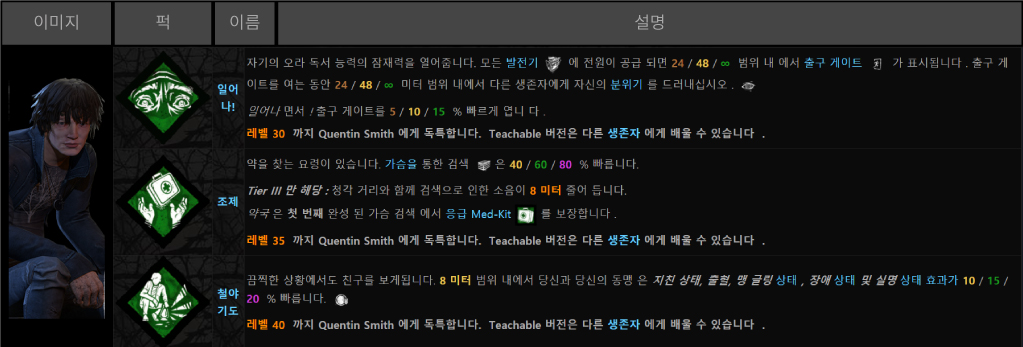 이미지 퍽 이름 설명
일어나!
자기의 오라 독서 능력의 잠재력을 열어줍니다. 모든 발전기 에 전원이 공급 되면 24 / 48 / ∞ 범위 내 에서 출구 게이트 가 표시됩니다 . 출구 게
이트를 여는 동안 24 / 48 / ∞ 미터 범위 내에서 다른 생존자에게 자신의 분위기 를 드러내십시오 .
일어나 면서 ! 출구 게이트를 5 / 10 / 15 % 빠르게 엽니 다 .
레벨 30 까지 Quentin Smith 에게 독특합니다. Teachable 버전은 다른 생존자 에게 배울 수 있습니다 .
조제
약을 찾는 요령이 있습니다. 가슴을 통한 검색 은 40 / 60 / 80 % 빠릅니다.
Tier III 만 해당 : 청각 거리와 함께 검색으로 인한 소음이 8 미터 줄어 듭니다.
약국 은 첫 번째 완성 된 가슴 검색 에서 응급 Med-Kit 를 보장합니다 .
레벨 35 까지 Quentin Smith 에게 독특합니다. Teachable 버전은 다른 생존자 에게 배울 수 있습니다 .
철야
기도
끔찍한 상황에서도 친구를 보게됩니다. 8 미터 범위 내에서 당신과 당신의 동맹 은 지친 상태, 출혈, 맹 글링 상태 , 장애 상태 및 실명 상태 효과가 10 / 15 /
20 % 빠릅니다.
레벨 40 까지 Quentin Smith 에게 독특합니다. Teachable 버전은 다른 생존자 에게 배울 수 있습니다 .